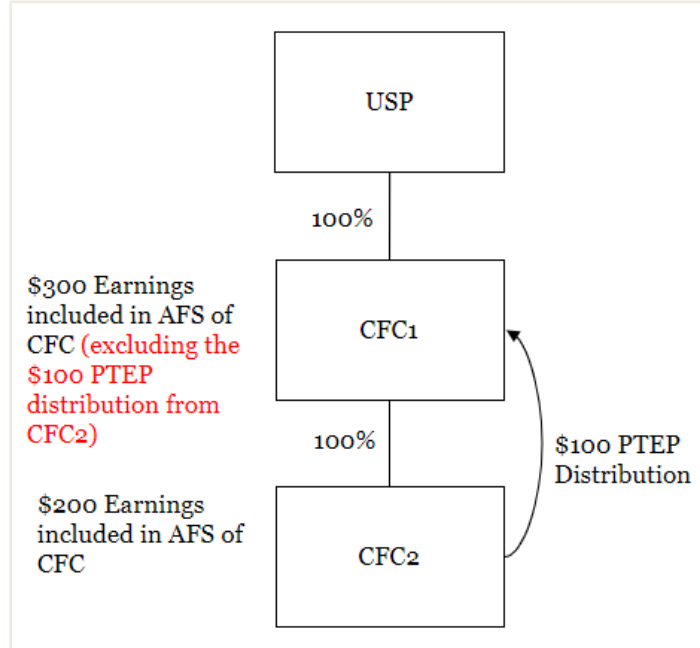 USP
100%
$300 Earnings
included in AFS of
CFC (excluding the
$100 PTEP
distribution from
CFC2)
CFC1
100%
$100 PTEP
Distribution
$200 Earnings
included in AFS of
CFC
CFC2